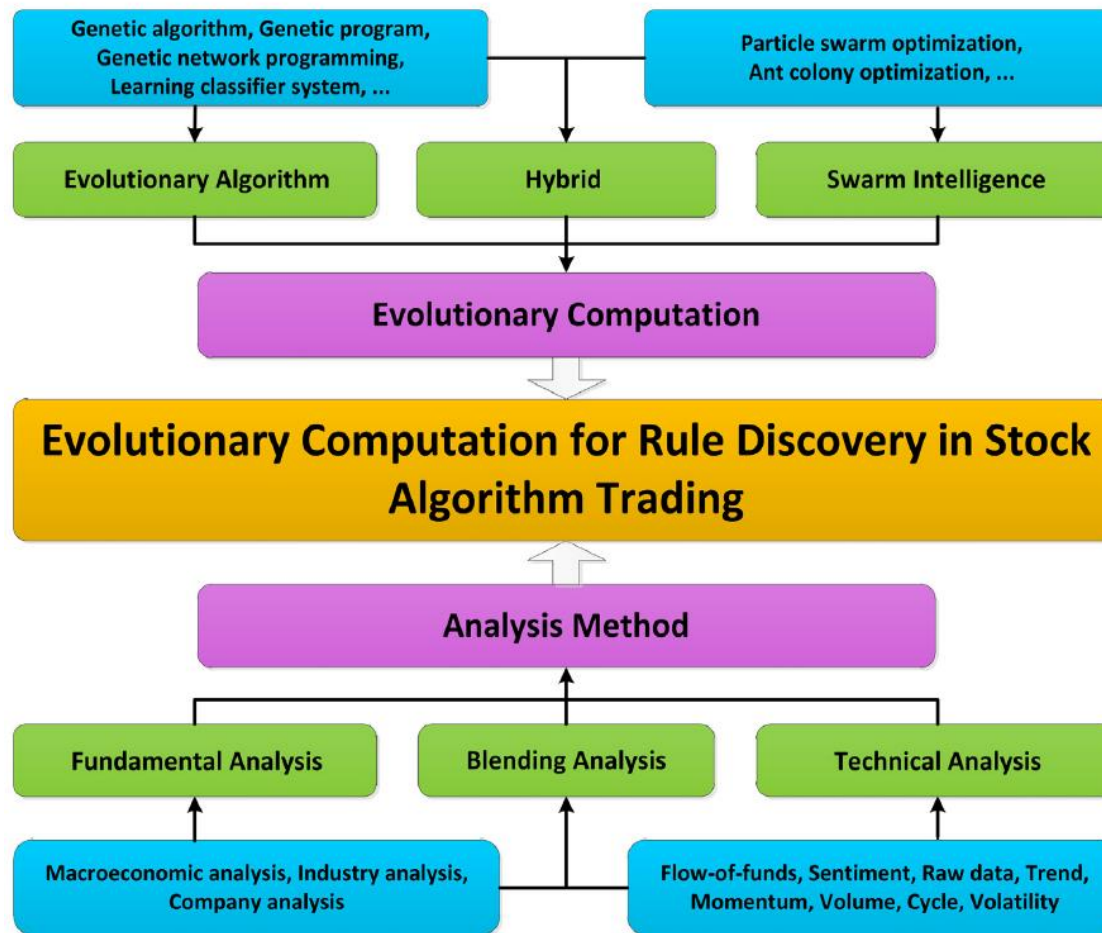 Genetic algorithm, Genetic program,
Genetic network programming,
Learning classifier system, ...
Particle swarm optimization,
Ant colony optimization, ...
Evolutionary Algorithm
Hybrid
Swarm Intelligence
Evolutionary Computation
Evolutionary Computation for Rule Discovery in Stock
Algorithm Trading
Analysis Method
Fundamental Analysis
Blending Analysis
Technical Analysis
Macroeconomic analysis, Industry analysis,
Company analysis
Flow-of-funds, Sentiment, Raw data, Trend,
Momentum, Volume, Cycle, Volatility